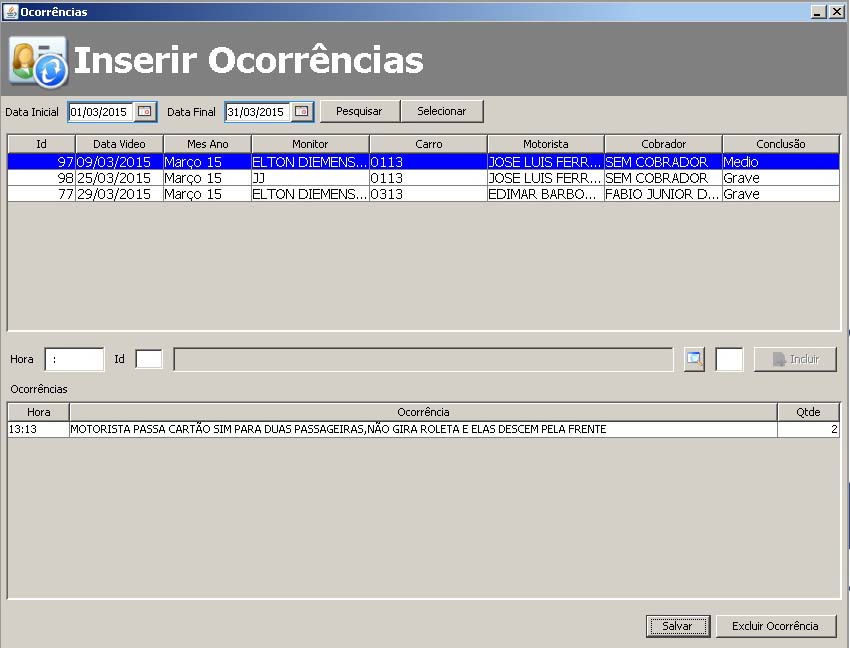 Ocorrências
Inserir Ocorrências
Data Inicial 01/03/2015 Data Final 31/03/2015 Pesquisar Selecionar
Id Data Video Mes Ano Monitor Carro Motorista Cobrador Conclusão
97 09/03/2015 Março 15 ELTON DIEMENS... 0113 JOSE LUIS FERR... SEM COBRADOR Medio
98 25/03/2015 Março 15 JJ 0113 JOSE LUIS FERR... SEM COBRADOR Grave
77 29/03/2015 Março 15 ELTON DIEMENS... 0313 EDIMAR BARBO... FABIO JUNIOR D... Grave
Hora : Id Incluir
Ocorrências
Hora Ocorrência Qtde
13:13 MOTORISTA PASSA CARTÃO SIM PARA DUAS PASSAGEIRAS,NÃO GIRA ROLETA E ELAS DESCEM PELA FRENTE 2
Salvar Excluir Ocorrência